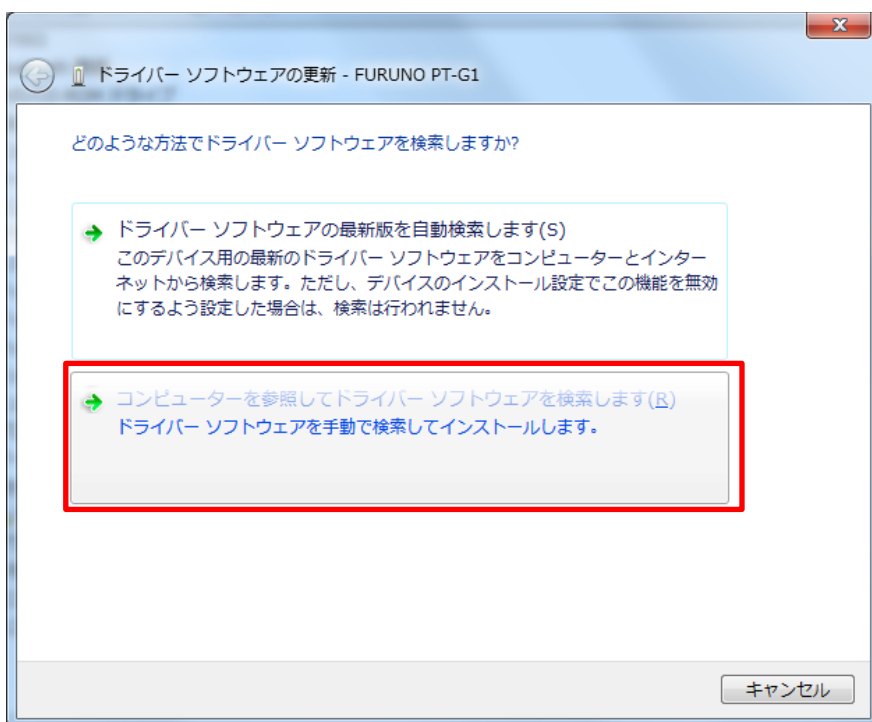 ドライバー ソフトウェアの更新 - FURUNO PT-G1
どのような方法でドライバー ソフトウェアを検索しますか?
ドライバー ソフトウェアの最新版を自動検索します(S)
このデバイス用の最新のドライバー ソフトウェアをコンピューターとインター
ネットから検索します。ただし、デバイスのインストール設定でこの機能を無効
にするよう設定した場合は、検索は行われません。
コンピューターを参照してドライバー ソフトウェアを検索します(R)
ドライバー ソフトウェアを手動で検索してインストールします。
キャンセル